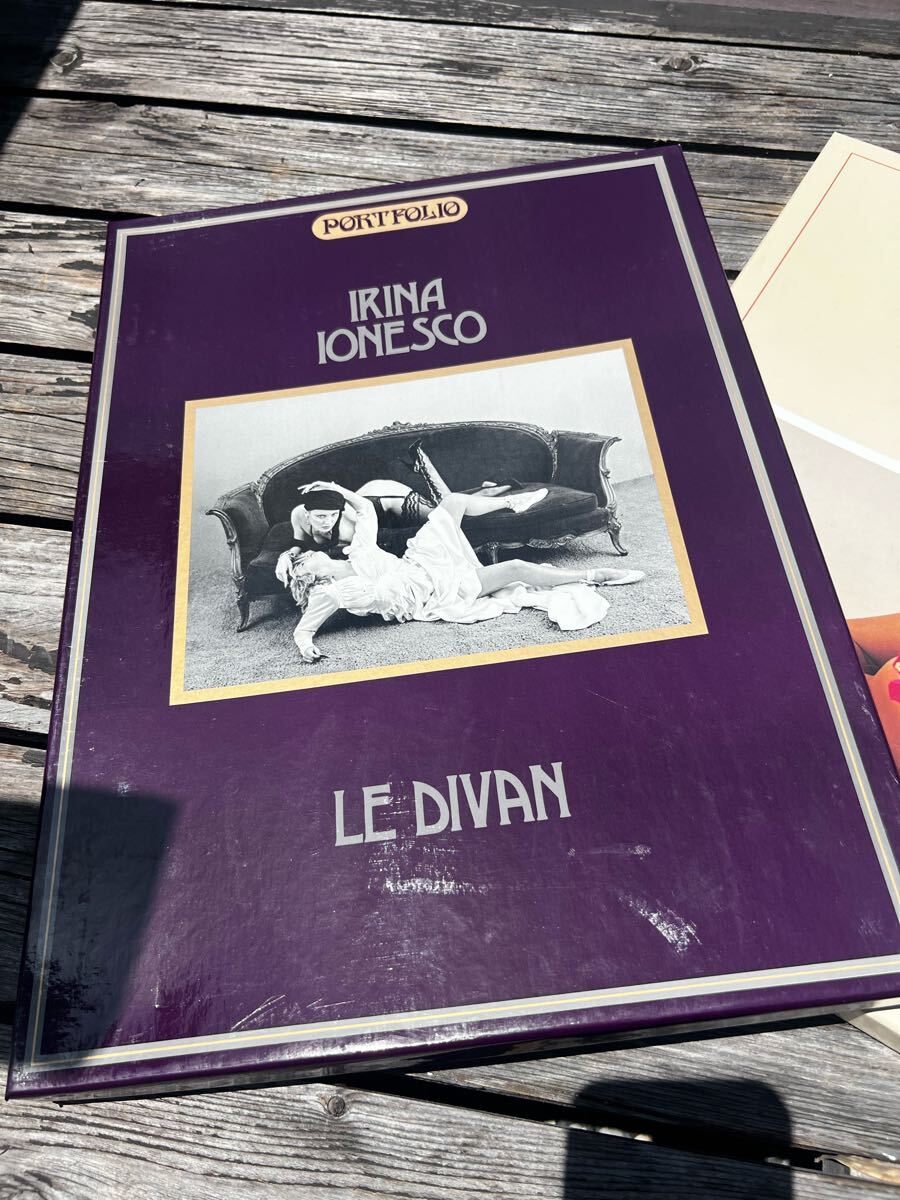 PORTFOLIO
IRINA
IONESCO
LE DIVAN